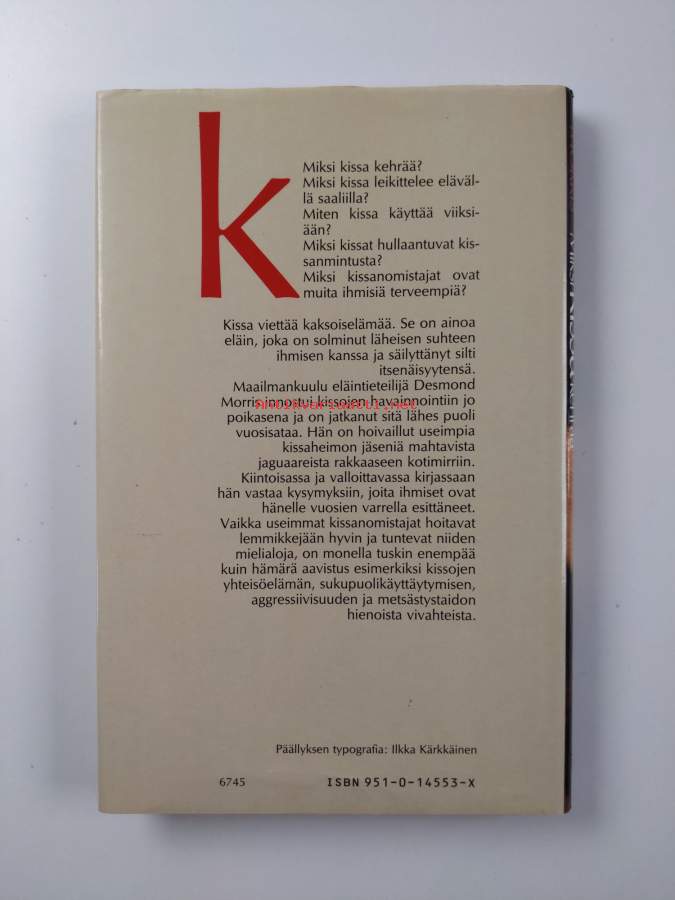 k
Miksi kissa kehrää?
Miksi kissa leikittelee eläväl-
lä saaliilla?
Miten kissa käyttää viiksi-
ään?
Miksi kissat hullaantuvat kis-
sanmintusta?
Miksi kissanomistajat ovat
muita ihmisiä terveempiä?
Kissa viettää kaksoiselämää. Se on ainoa
eläin, joka on solminut läheisen suhteen
ihmisen kanssa ja säilyttänyt silti
itsenäisyytensä.
Maailmankuulu eläintieteilijä Desmond
Morris innostui kissojen havainnointiin jo
Antikvariaatti.net
poikasena ja on jatkanut sitä lähes puoli
vuosisataa. Hän on hoivaillut useimpia
kissaheimon jäseniä mahtavista
jaguaareista rakkaaseen kotimirriin.
Kiintoisassa ja valloittavassa kirjassaan
hän vastaa kysymyksiin, joita ihmiset ovat
hänelle vuosien varrella esittäneet.
Vaikka useimmat kissanomistajat hoitavat
lemmikkejään hyvin ja tuntevat niiden
mielialoja, on monella tuskin enempää
kuin hämärä aavistus esimerkiksi kissojen
yhteisöelämän, sukupuolikäyttäytymisen,
aggressiivisuuden ja metsästystaidon
hienoista vivahteista.
Päällyksen typografia: Ilkka Kärkkäinen
6745 ISBN 951-0-14553-X